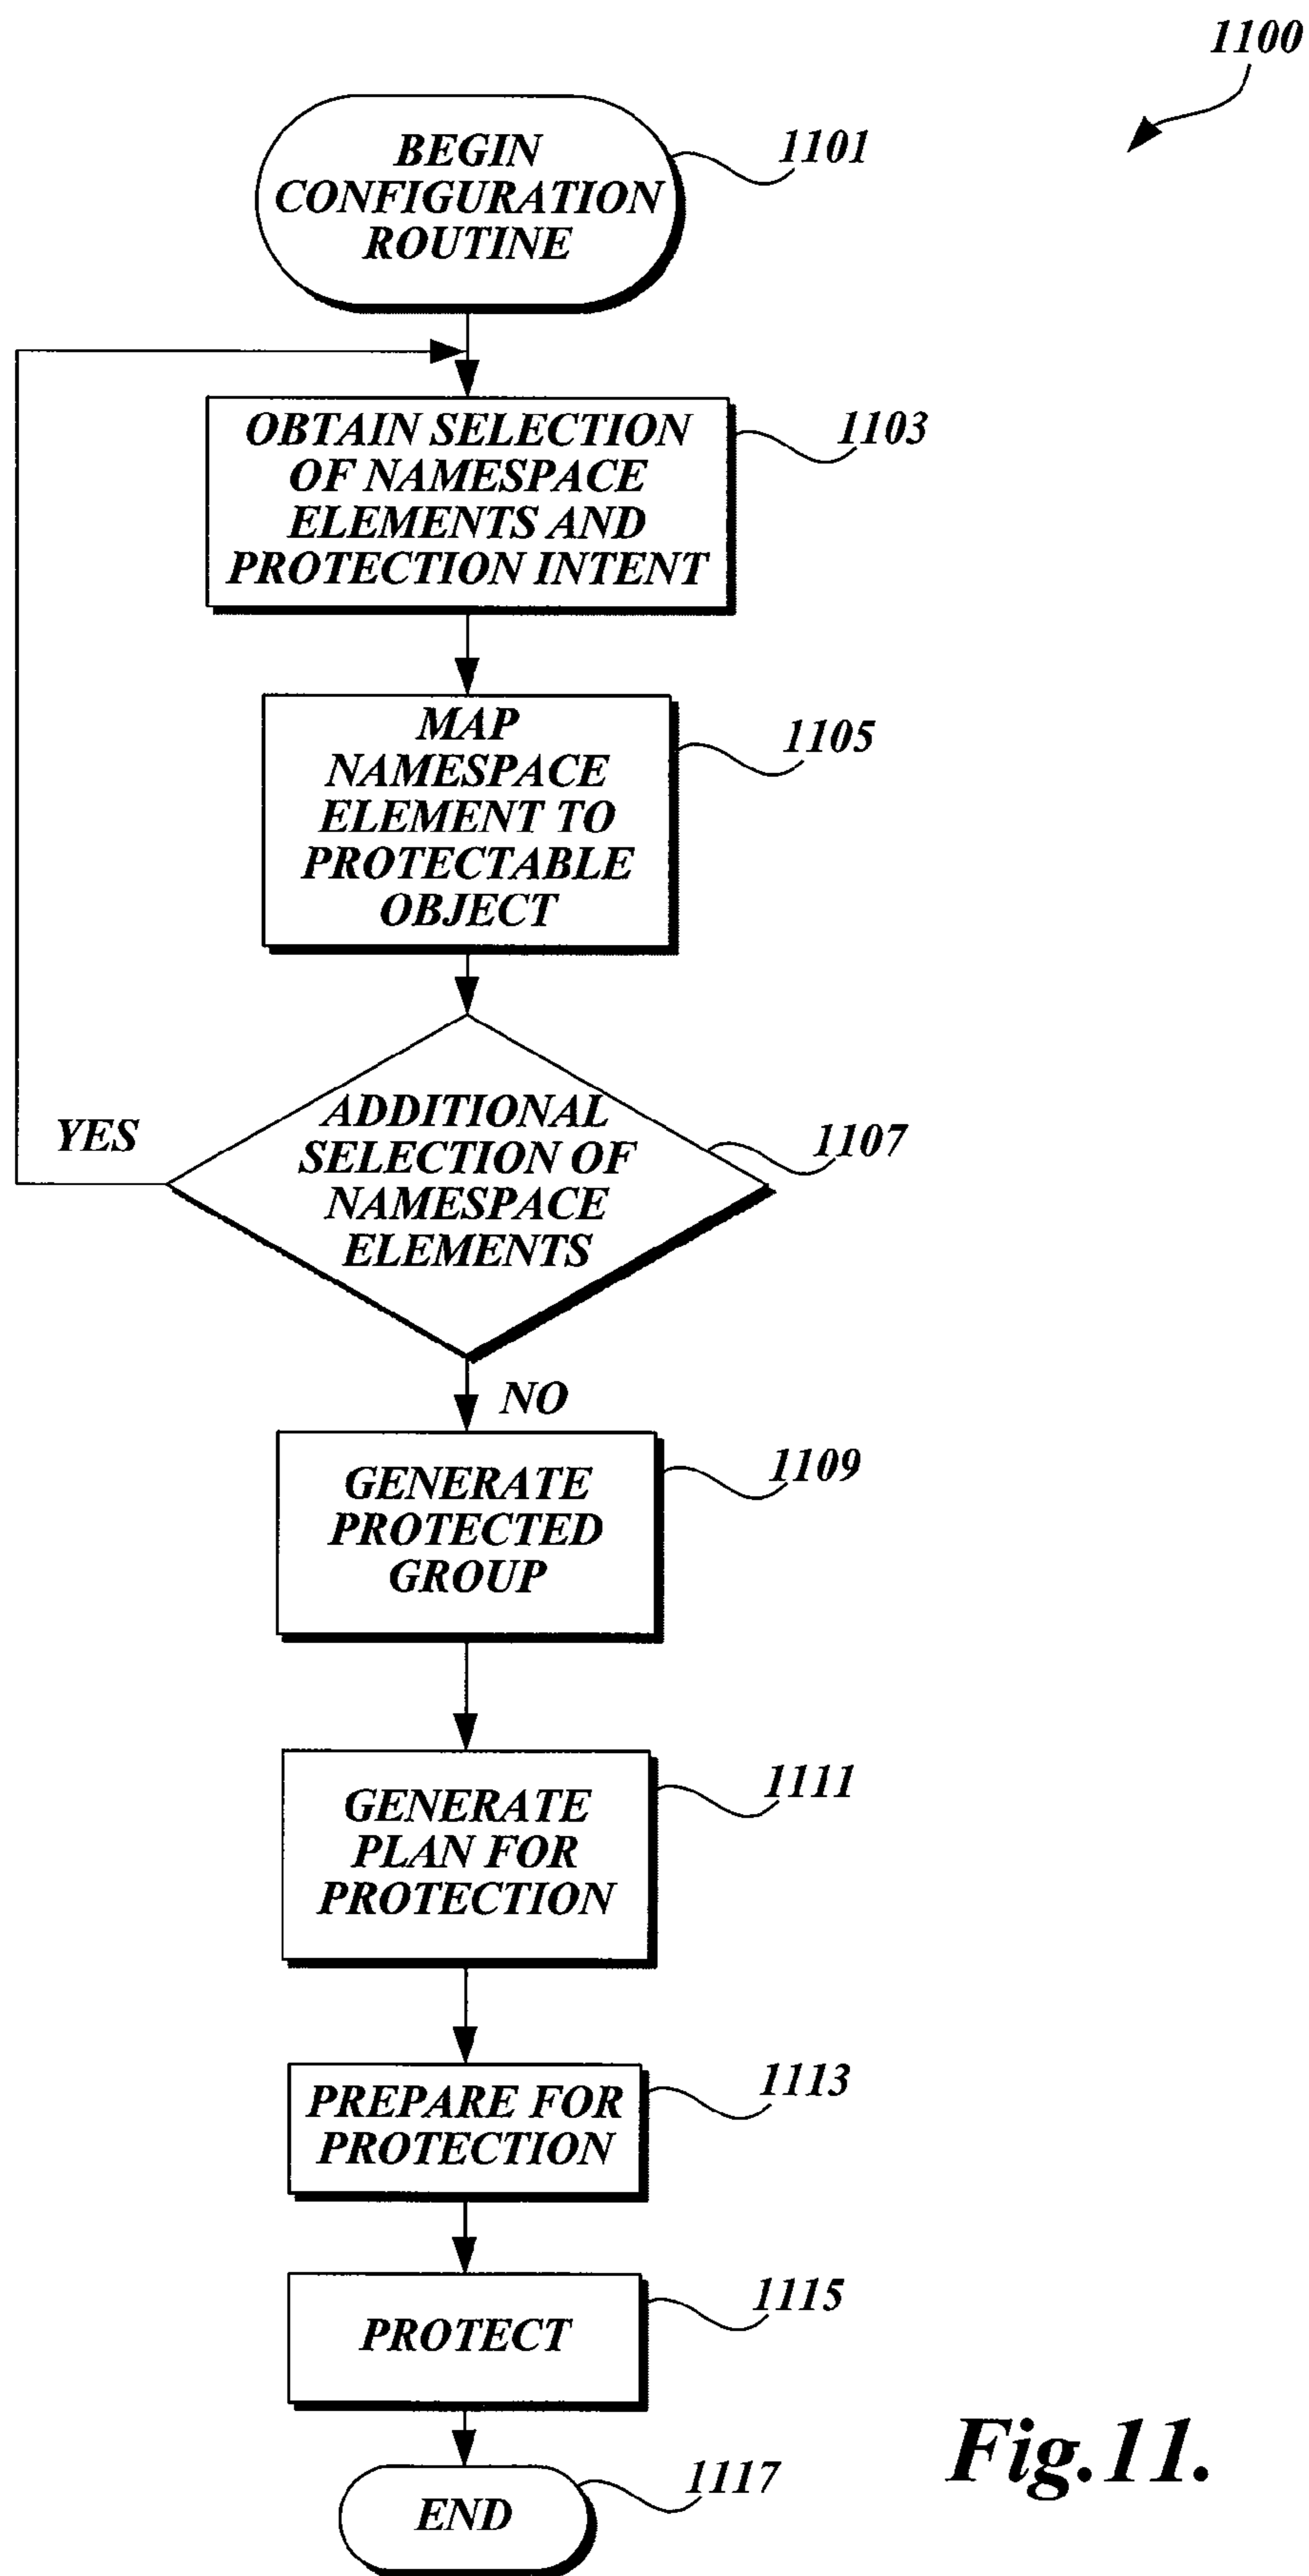 1100
BEGIN
CONFIGURATION
ROUTINE
1101
OBTAIN SELECTION
OF NAMESPACE
ELEMENTS AND
PROTECTION INTENT
1103
MAP
NAMESPACE
ELEMENT TO
PROTECTABLE
OBJECT
1105
ADDITIONAL
SELECTION OF
NAMESPACE
ELEMENTS
1107
YES
NO
GENERATE
PROTECTED
GROUP
1109
GENERATE
PLAN FOR
PROTECTION
1111
PREPARE FOR
PROTECTION
1113
PROTECT
1115
END
1117
Fig.11.